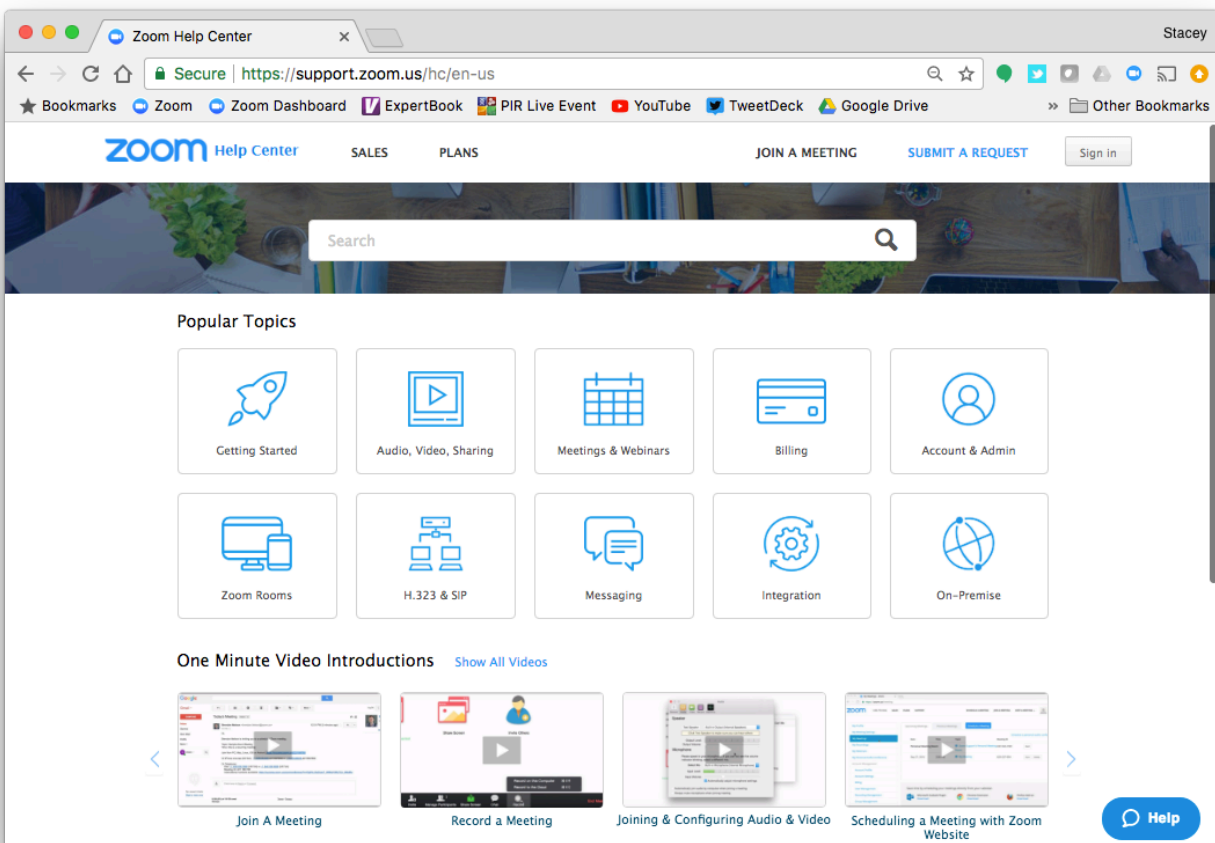 Zoom Help Center
Stacey
Secure https://support.zoom.us/hc/en-us
Bookmarks Zoom Zoom Dashboard ExpertBook PIR Live Event YouTube TweetDeck Google Drive » Other Bookmarks
zoom Help Center SALES PLANS JOIN A MEETING SUBMIT A REQUEST Sign in
Search
Popular Topics
Getting Started Audio, Video, Sharing Meetings & Webinars Billing Account & Admin
Zoom Rooms H.323 & SIP Messaging Integration On-Premise
One Minute Video Introductions Show All Videos
Join A Meeting Record a Meeting Joining & Configuring Audio & Video Scheduling a Meeting with Zoom
Website
Help